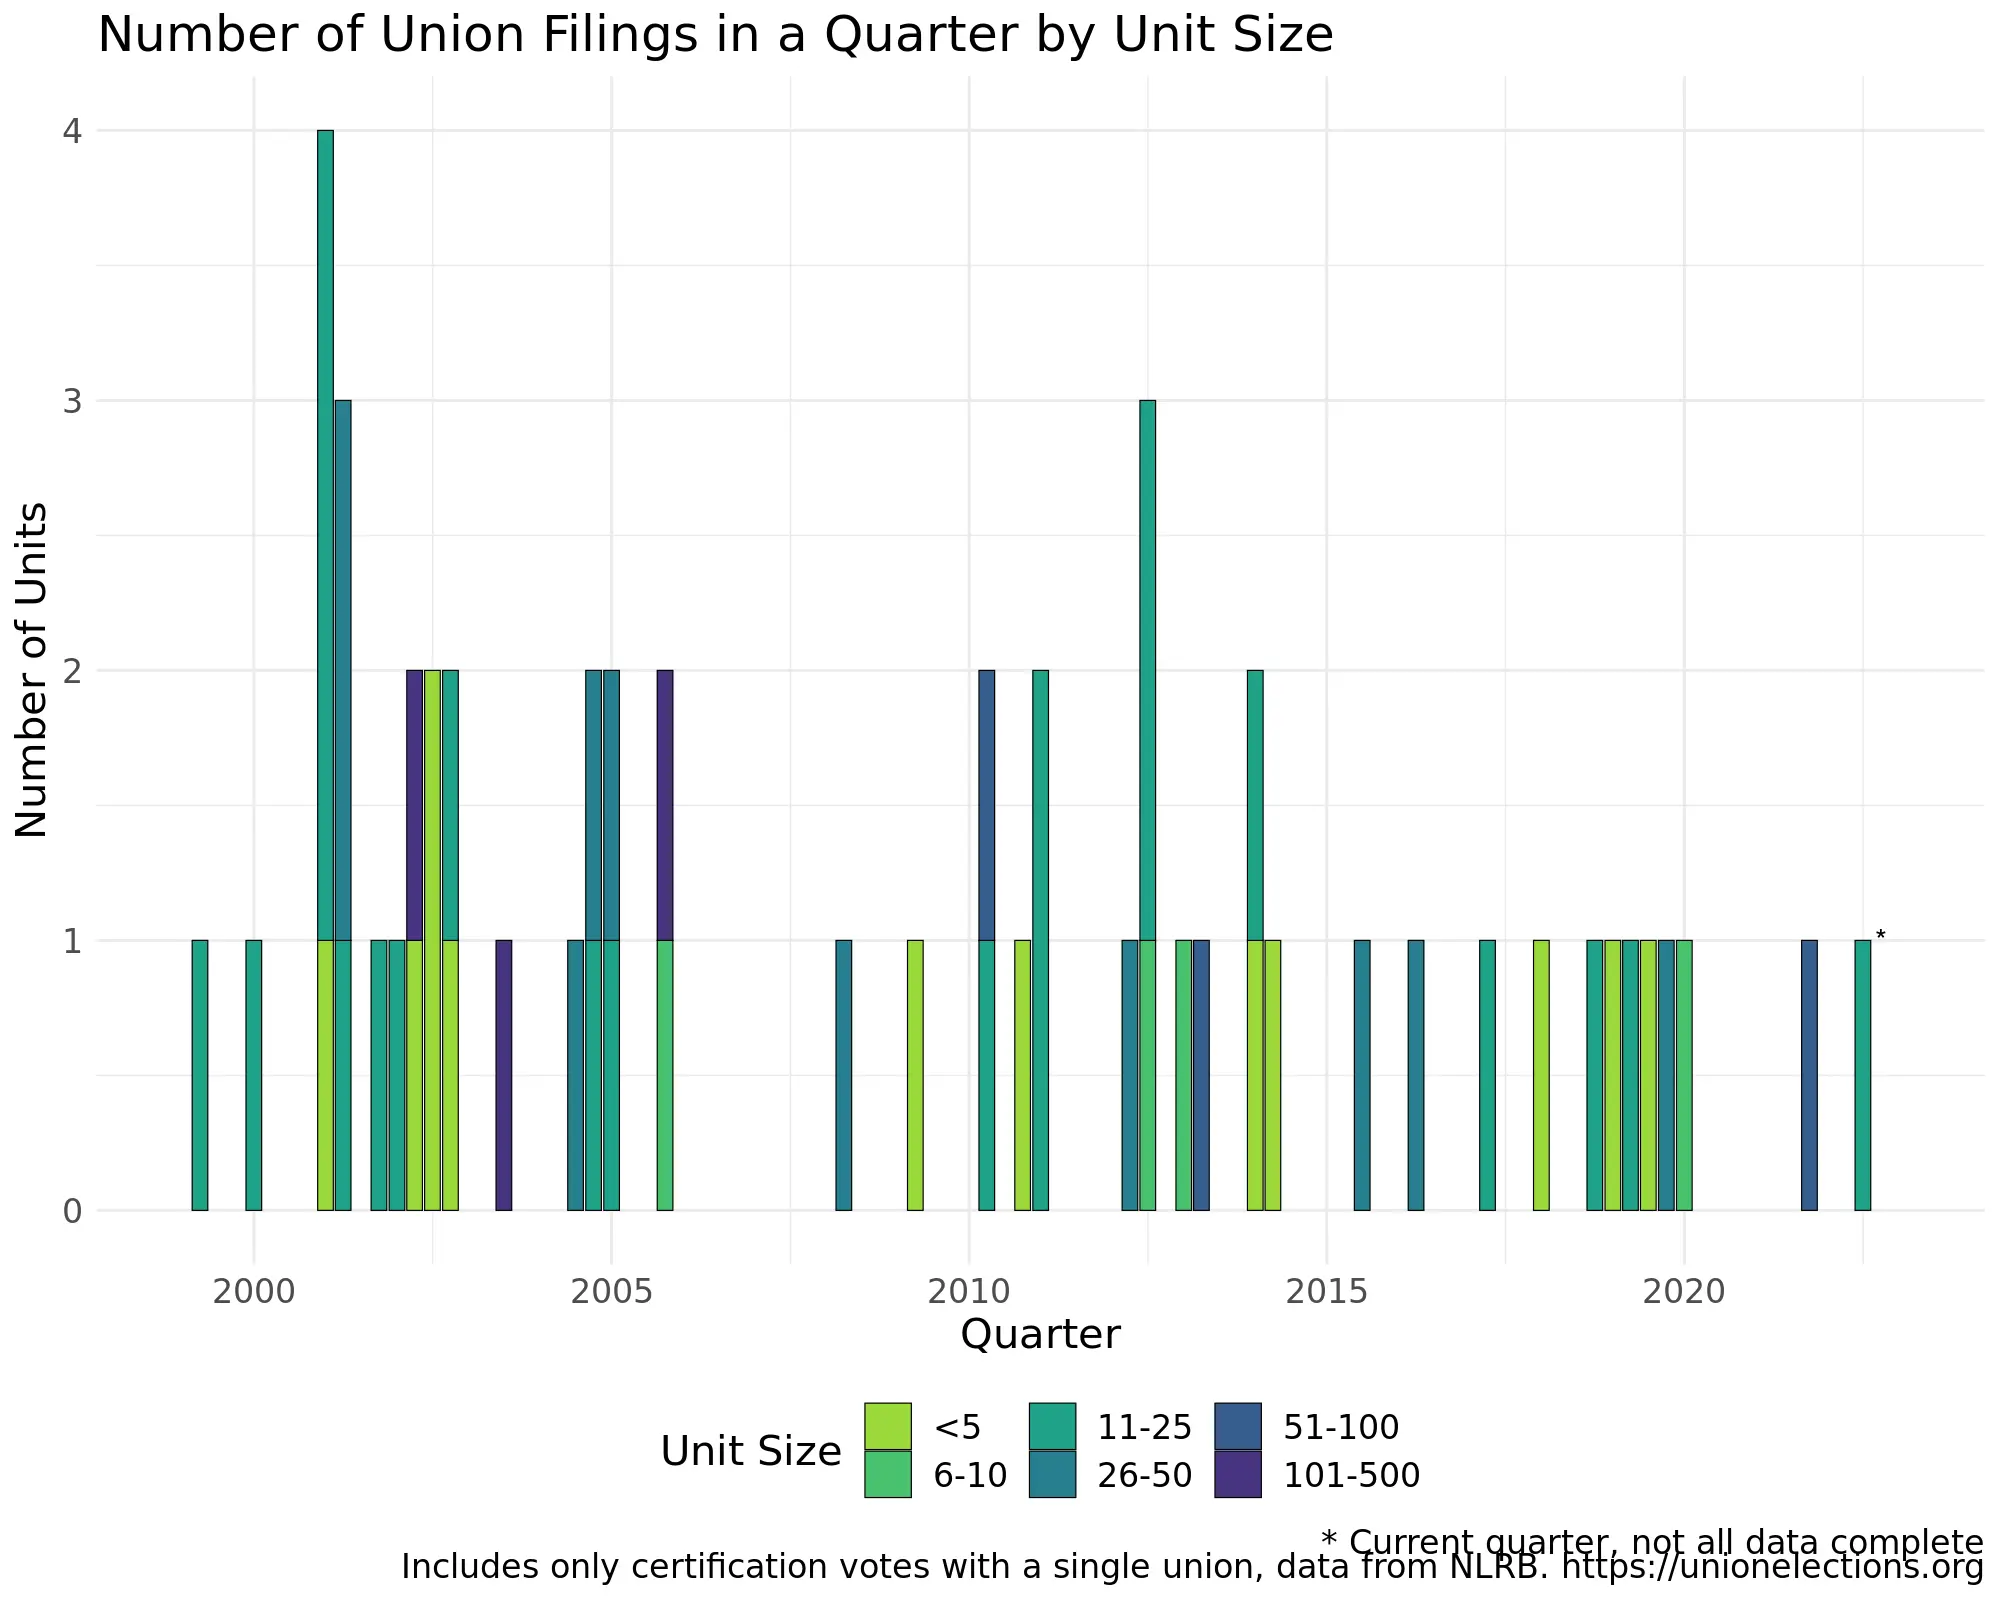 Number of Union Filings in a Quarter by Unit Size
Number of Units
4
3
2
1
0
*
2000 2005 2010 2015 2020
Quarter
Unit Size
<5 11-25 51-100
6-10 26-50 101-500
* Current quarter, not all data complete
Includes only certification votes with a single union, data from NLRB. https://unionelections.org